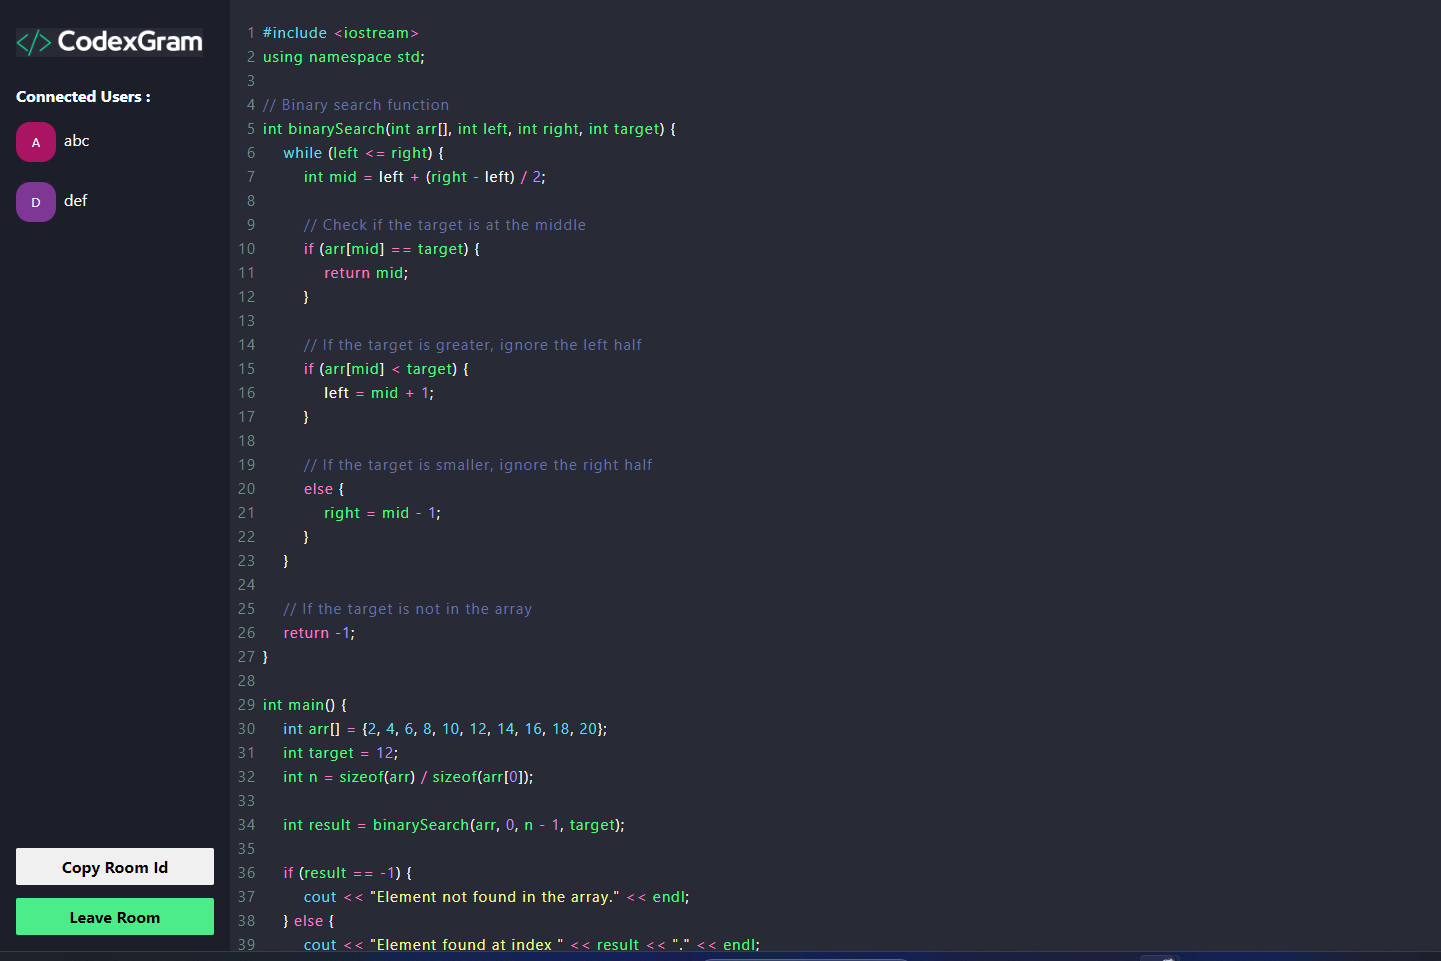 </> CodexGram
Connected Users :
A abc
D def
Copy Room Id
Leave Room
1 #include <iostream>
2 using namespace std;
3
4 // Binary search function
5 int binarySearch(int arr[], int left, int right, int target) {
6 while (left <= right) {
7 int mid = left + (right - left) / 2;
8
9 // Check if the target is at the middle
10 if (arr[mid] == target) {
11 return mid;
12 }
13
14 // If the target is greater, ignore the left half
15 if (arr[mid] < target) {
16 left = mid + 1;
17 }
18
19 // If the target is smaller, ignore the right half
20 else {
21 right = mid - 1;
22 }
23 }
24
25 // If the target is not in the array
26 return -1;
27 }
28
29 int main() {
30 int arr[] = {2, 4, 6, 8, 10, 12, 14, 16, 18, 20};
31 int target = 12;
32 int n = sizeof(arr) / sizeof(arr[0]);
33
34 int result = binarySearch(arr, 0, n - 1, target);
35
36 if (result == -1) {
37 cout << "Element not found in the array." << endl;
38 } else {
39 cout << "Element found at index " << result << "." << endl;